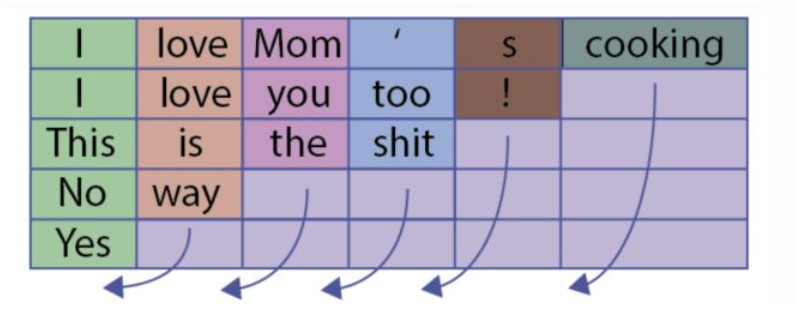 I love Mom ‘ s cooking
I love you too !
This is the shit
No way
Yes